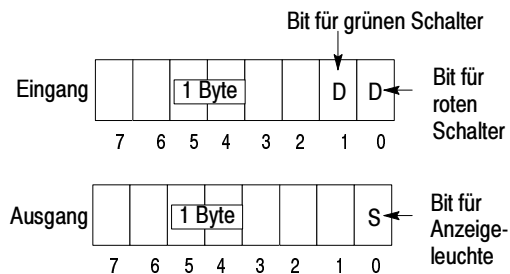 Bit für grünen Schalter
Eingang 1 Byte D D Bit für
roten
Schalter
7 6 5 4 3 2 1 0
Ausgang 1 Byte S Bit für
Anzeige-
leuchte
7 6 5 4 3 2 1 0